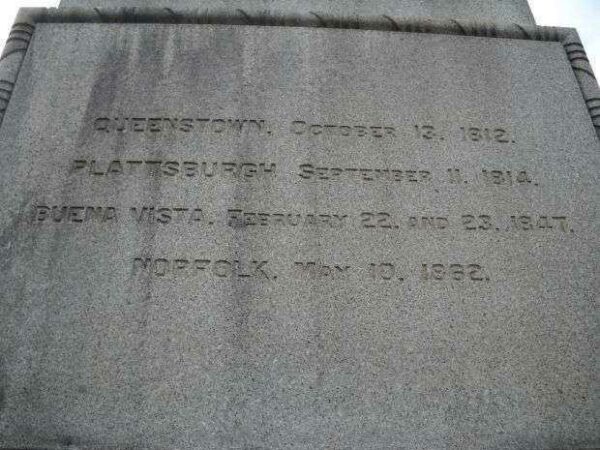 QUEENSTOWN, OCTOBER 13, 1812.
PLATTSBURGH SEPTEMBER 11, 1814.
BUENA VISTA, FEBRUARY 22, AND 23, 1847,
NORFOLK, MAY 10, 1862.